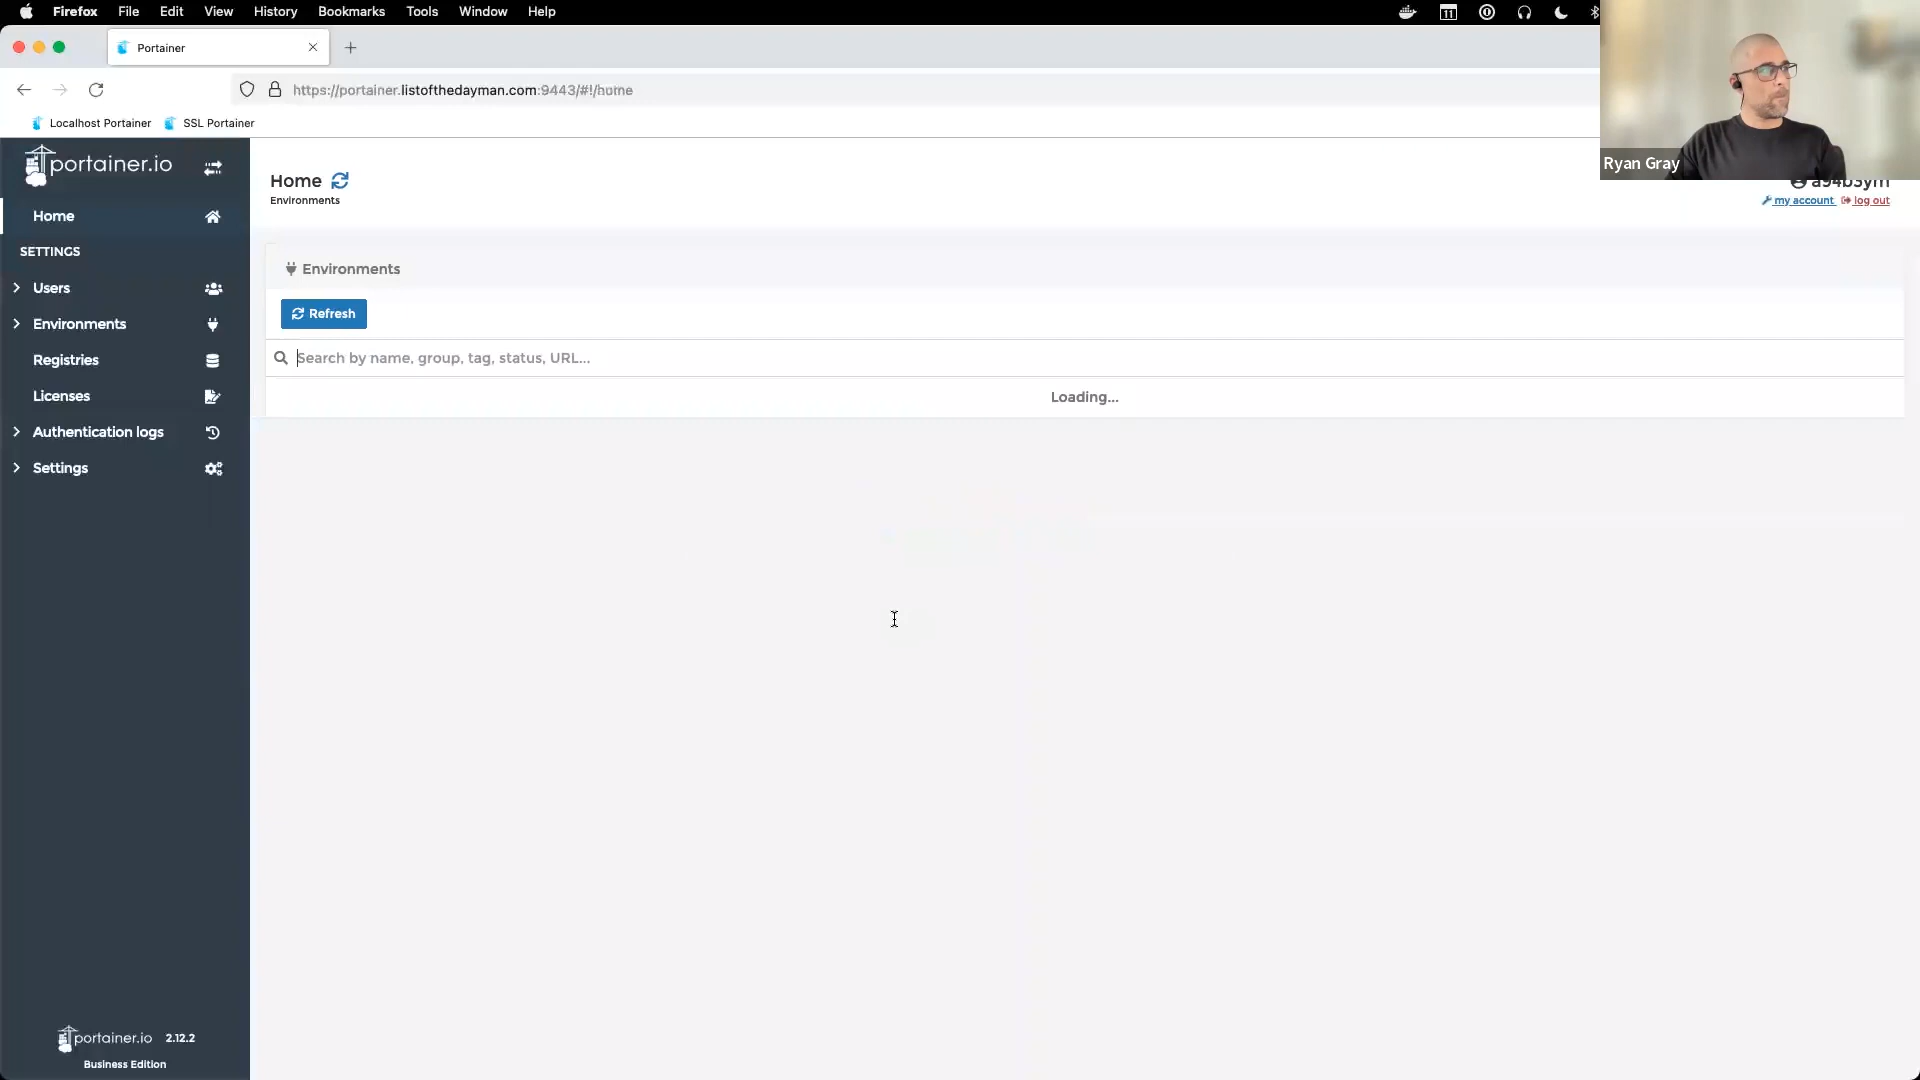 Firefox File Edit View History Bookmarks Tools Window Help
11
Portainer
https://portainer.listofthedayman.com:9443/#!/home
Localhost Portainer SSL Portainer
portainer.io
Ryan Gray
Home
Environments
a94b3ym
my account log out
Home
SETTINGS
Users
Environments
Registries
Licenses
Authentication logs
Settings
Environments
Refresh
Search by name, group, tag, status, URL...
Loading...
portainer.io 2.12.2
Business Edition